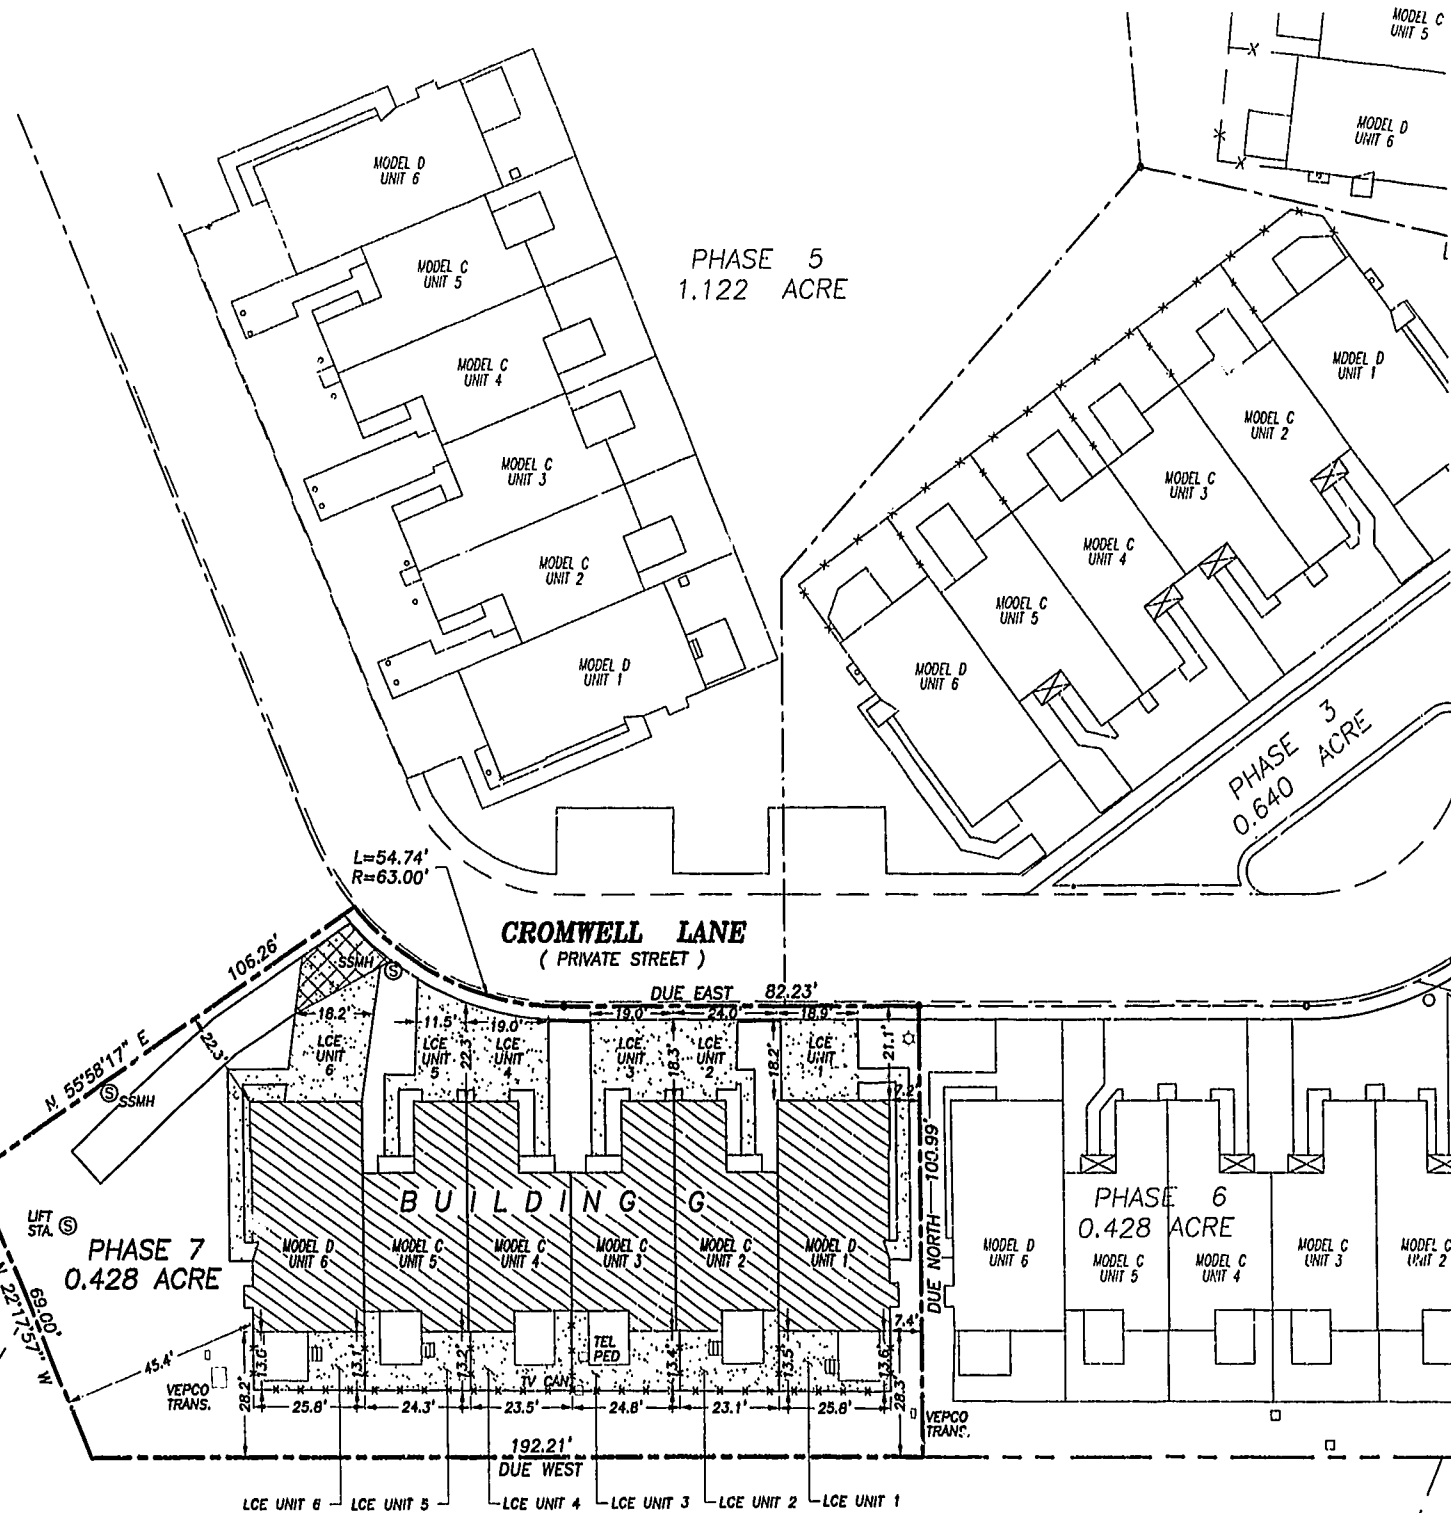 MODEL C
UNIT 5
MODEL D
UNIT 6
MODEL D
UNIT 6
MODEL C
UNIT 5
MODEL C
UNIT 4
MODEL C
UNIT 3
MODEL C
UNIT 2
MODEL D
UNIT 1
PHASE 5
1.122 ACRE
MODEL D
UNIT 1
MODEL C
UNIT 2
MODEL C
UNIT 3
MODEL C
UNIT 4
MODEL C
UNIT 5
MODEL D
UNIT 6
PHASE 3
0.640 ACRE
L=54.74'
R=63.00'
CROMWELL LANE
( PRIVATE STREET )
DUE EAST 82.23'
106.26'
N 55°58'17" E
SSMH
S
S
SSMH
22.3'
18.2'
11.5'
19.0'
19.0'
24.0'
18.9'
22.3'
18.3'
18.2'
21.1'
7.2'
LCE
UNIT
6
LCE
UNIT
5
LCE
UNIT
4
LCE
UNIT
3
LCE
UNIT
2
LCE
UNIT
1
BUILDING G
MODEL D
UNIT 6
MODEL C
UNIT 5
MODEL C
UNIT 4
MODEL C
UNIT 3
MODEL C
UNIT 2
MODEL D
UNIT 1
DUE NORTH 100.99'
LIFT
STA. S
PHASE 7
0.428 ACRE
69.00'
N 22°17'57" W
45.4'
VEPCO
TRANS.
28.2'
13.1'
13.2'
13.4'
13.5'
13.6'
28.3'
7.4'
TEL
PED
TV CAN
25.8'
24.3'
23.5'
24.8'
23.1'
25.8'
VEPCO
TRANS.
192.21'
DUE WEST
LCE UNIT 6
LCE UNIT 5
LCE UNIT 4
LCE UNIT 3
LCE UNIT 2
LCE UNIT 1
PHASE 6
0.428 ACRE
MODEL D
UNIT 6
MODEL C
UNIT 5
MODEL C
UNIT 4
MODEL C
UNIT 3
MODEL C
UNIT 2